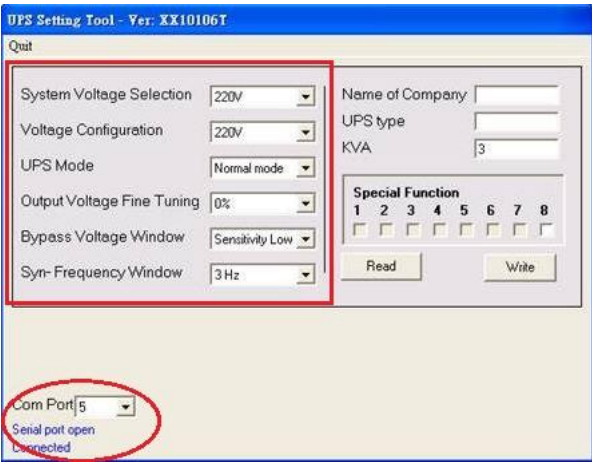 UPS Setting Tool - Ver: XX10106T
Quit
System Voltage Selection 220V
Voltage Configuration 220V
UPS Mode Normal mode
Output Voltage Fine Tuning 0%
Bypass Voltage Window Sensitivity Low
Syn- Frequency Window 3 Hz
Name of Company
UPS type
KVA 3
Special Function
1 2 3 4 5 6 7 8
Read Write
Com Port 5
Serial port open
Connected